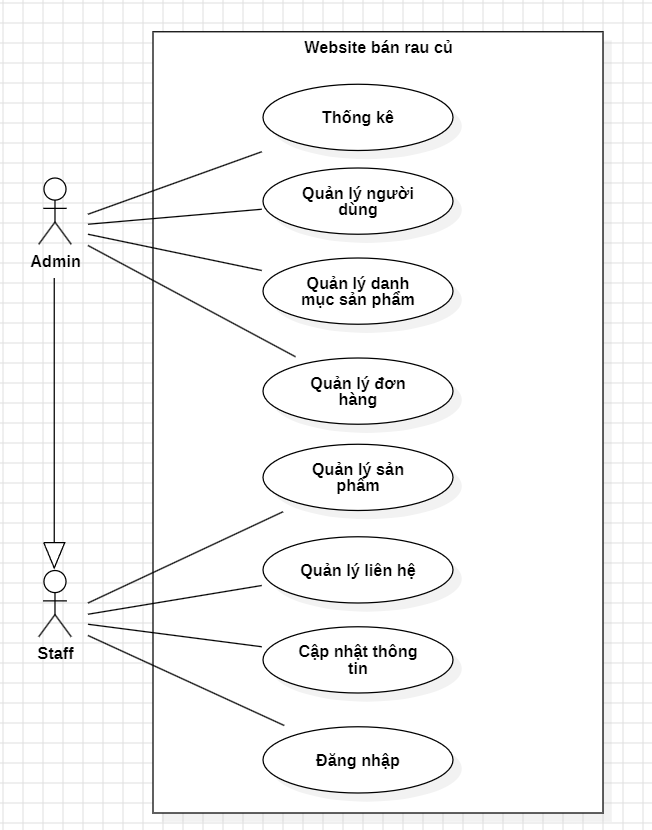 Website bán rau củ
Thống kê
Quản lý người
dùng
Quản lý danh
mục sản phẩm
Admin
Quản lý đơn
hàng
Quản lý sản
phẩm
Quản lý liên hệ
Cập nhật thông
tin
Staff
Đăng nhập